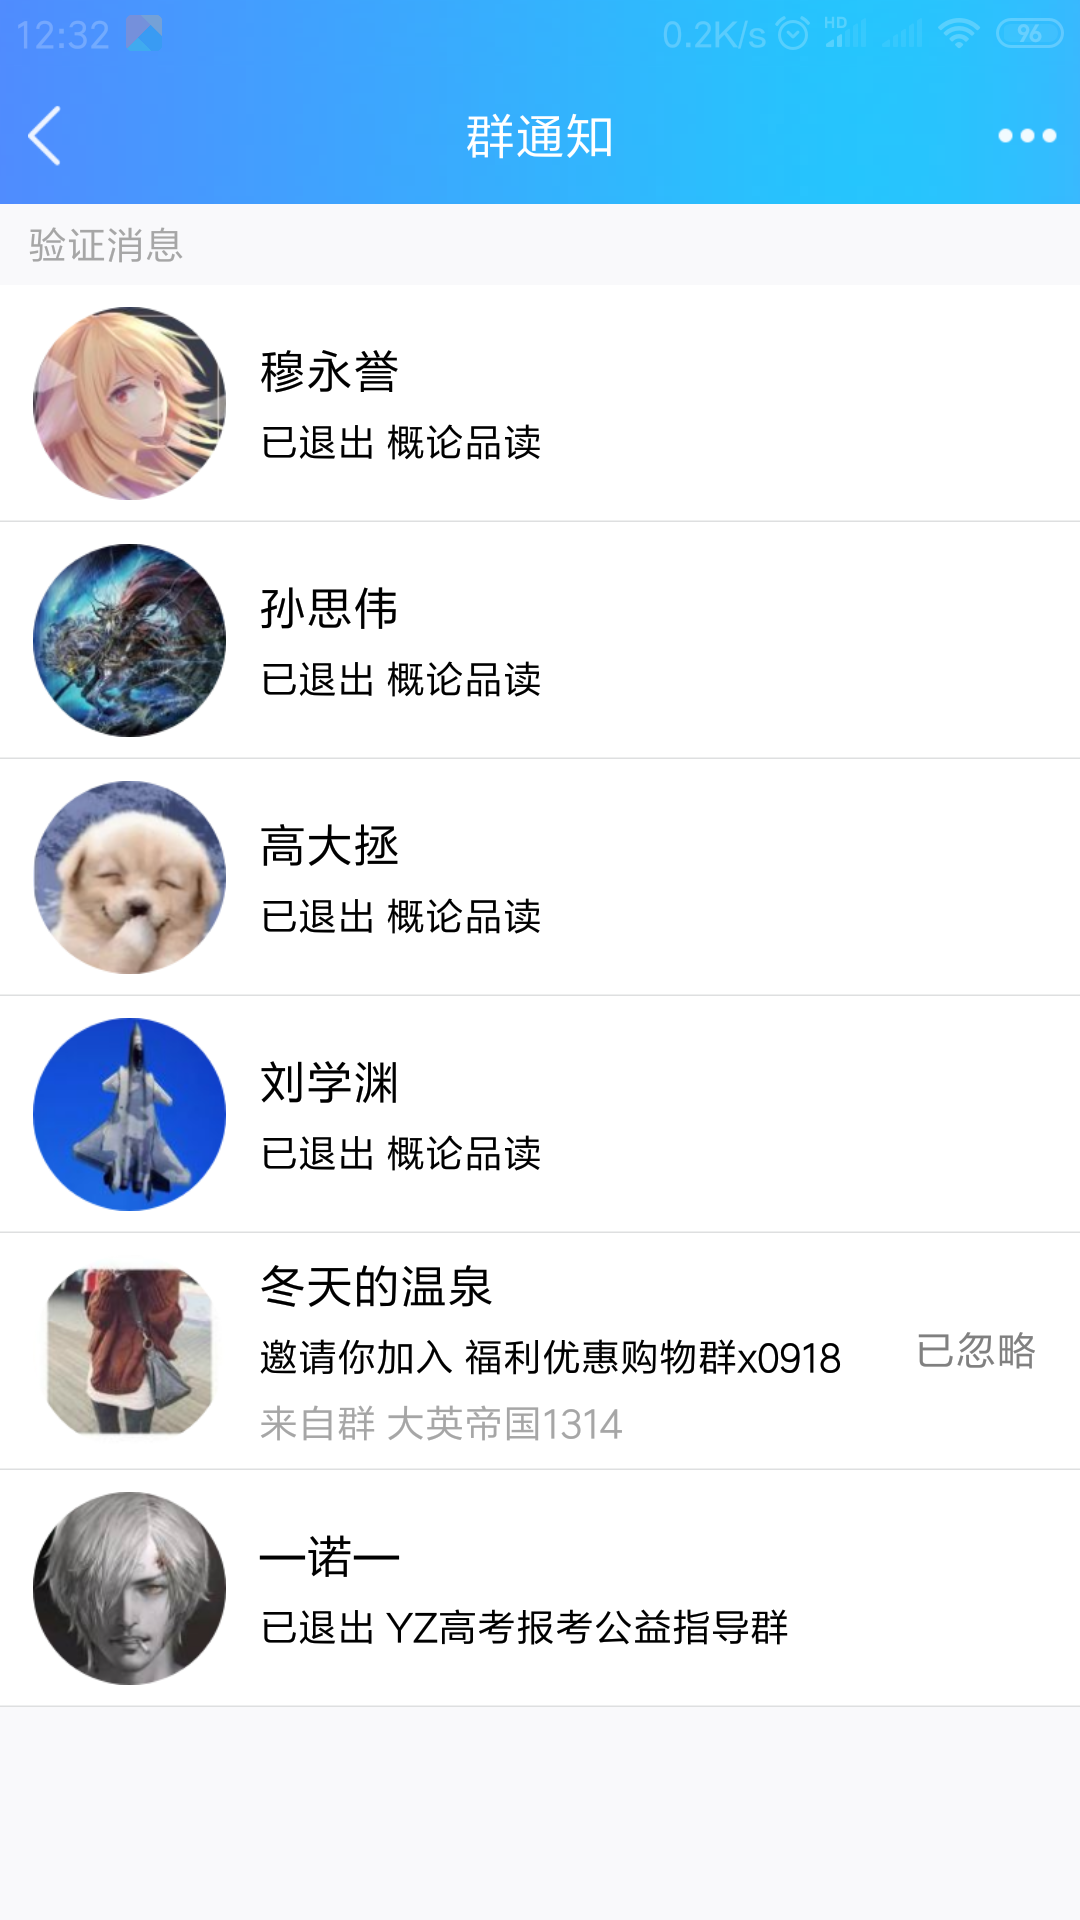 12:32
0.2K/s HD 96
群通知
验证消息
穆永誉
已退出 概论品读
孙思伟
已退出 概论品读
高大拯
已退出 概论品读
刘学渊
已退出 概论品读
冬天的温泉
邀请你加入 福利优惠购物群x0918
已忽略
来自群 大英帝国1314
一诺一
已退出 YZ高考报考公益指导群